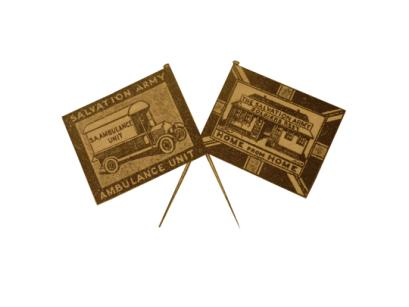 SALVATION ARMY
S.A. AMBULANCE
UNIT
AMBULANCE UNIT
THE SALVATION ARMY
HOME FROM HOME